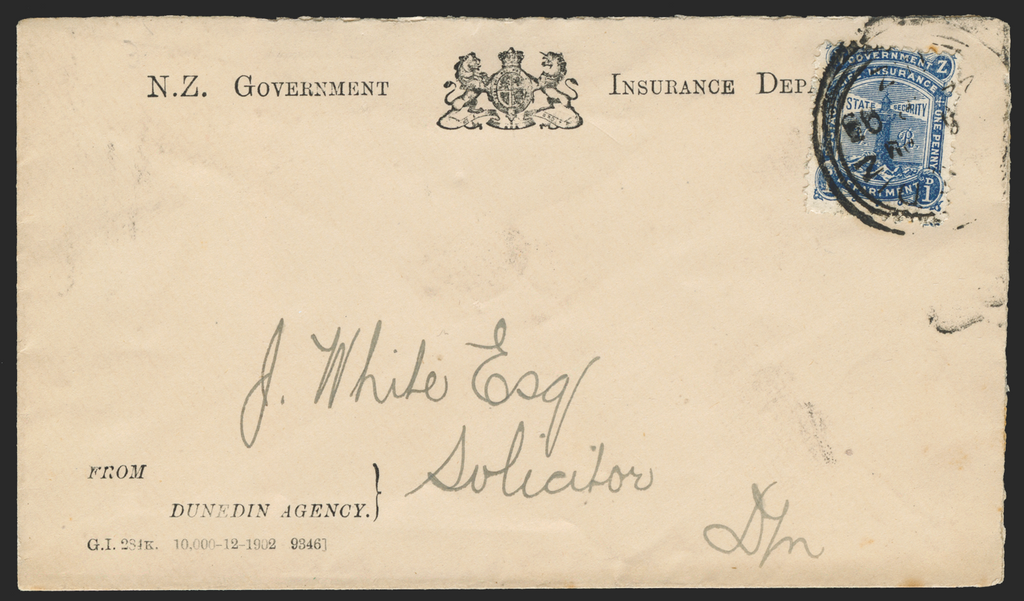 N.Z. GOVERNMENT INSURANCE DEPA
GOVERNMENT
INSURANCE
Z
STATE SECURITY
ONE PENNY
D
1
J. White Esq
Solicitor
D/n
FROM
DUNEDIN AGENCY.}
G.I. 284K. 10,000-12-1902 9346]